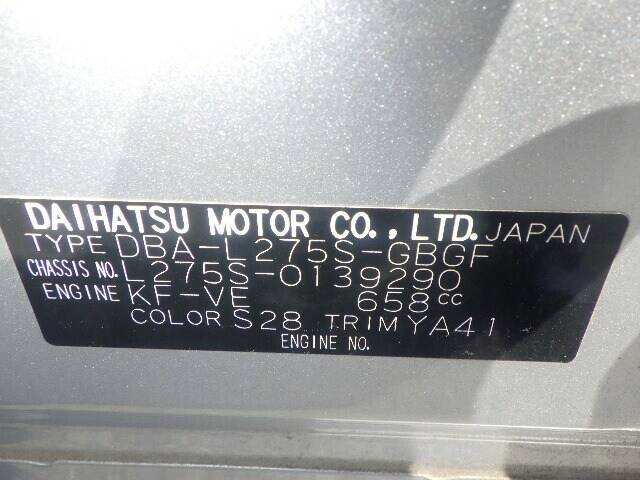 DAIHATSU MOTOR CO., LTD. JAPAN
TYPE DBA-L275S-GBGF
CHASSIS NO. L275S-0139290
ENGINE KF-VE 658cc
COLOR S28 TRIM YA41
ENGINE NO.